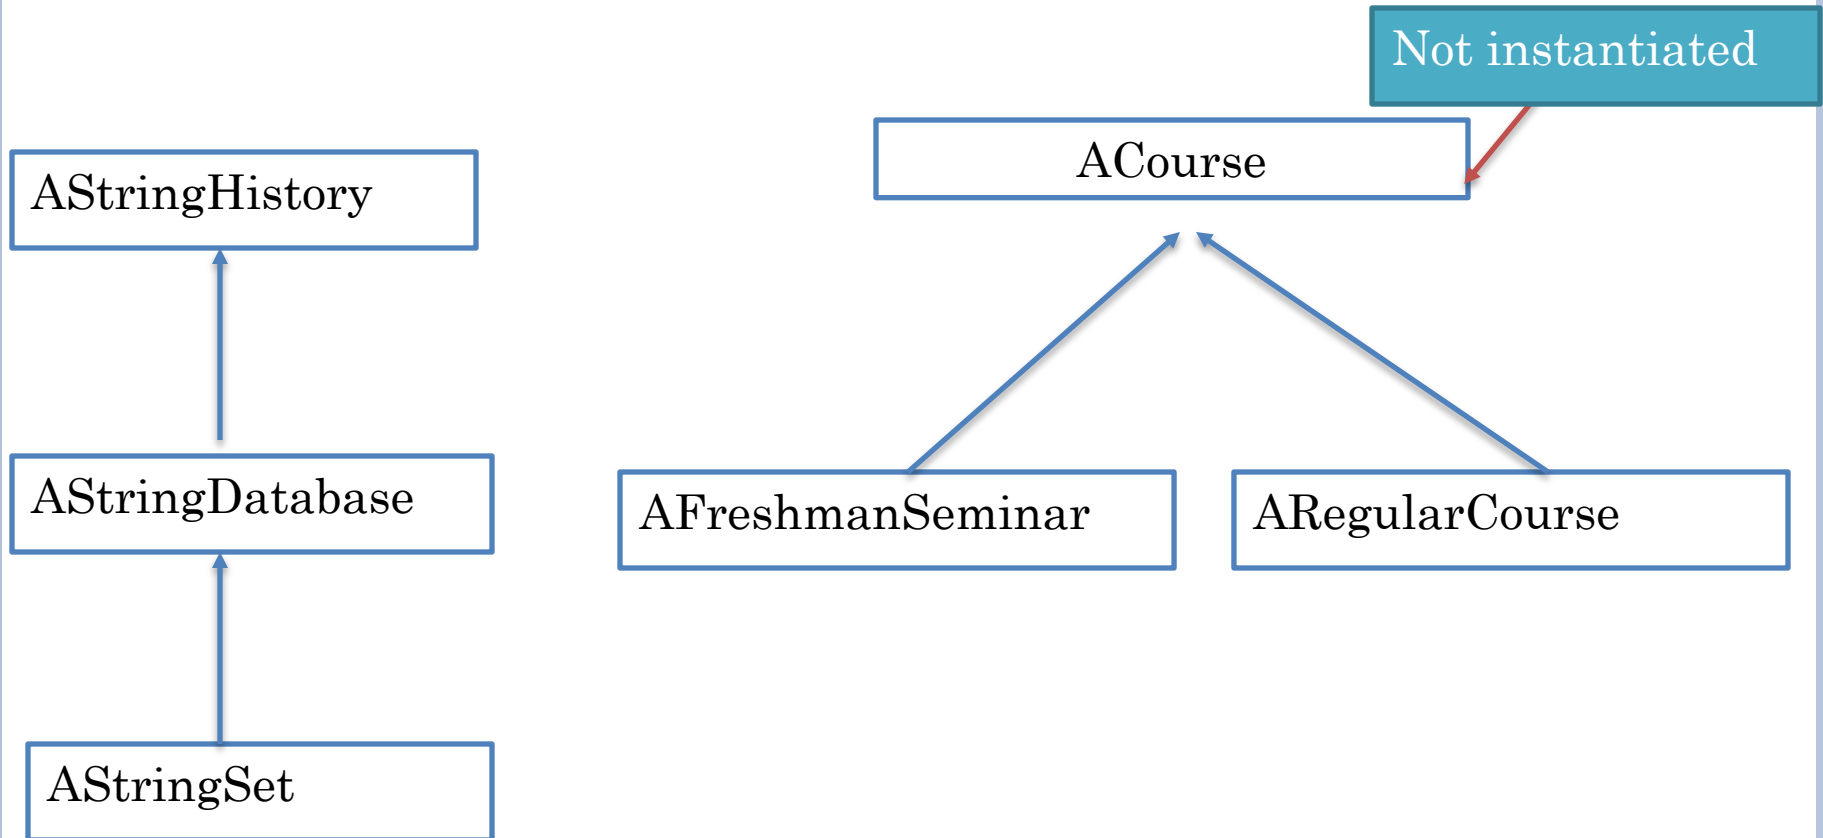 Not instantiated
ACourse
AStringHistory
AStringDatabase
AFreshmanSeminar
ARegularCourse
AStringSet